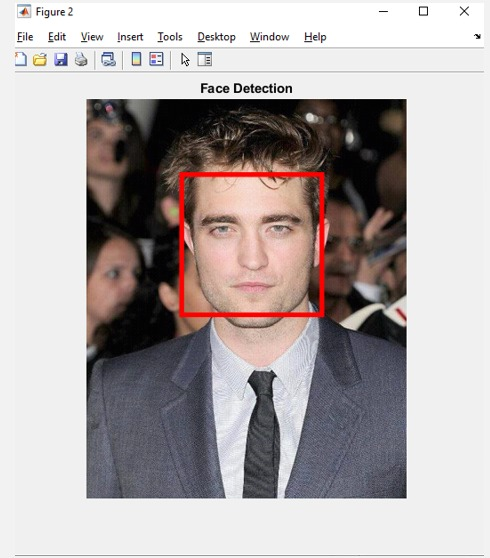 Figure 2
File Edit View Insert Tools Desktop Window Help
Face Detection